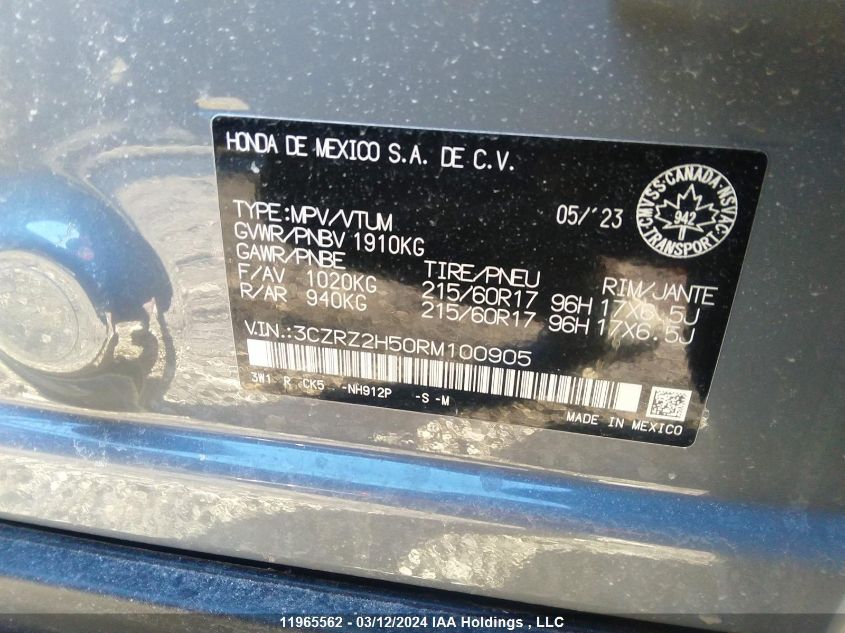 HONDA DE MEXICO S.A. DE C.V.
05/'23
CMVSS-CANADA-NSVAC
942
TRANSPORT
TYPE:MPV/VTUM
GVWR/PNBV 1910KG
GAWR/PNBE TIRE/PNEU RIM/JANTE
F/AV 1020KG 215/60R17 96H 17X6.5J
R/AR 940KG 215/60R17 96H 17X6.5J
V.IN.:3CZRZ2H50RM100905
3W1 R CK5 -NH912P -S -M
MADE IN MEXICO
11965562 - 03/12/2024 IAA Holdings , LLC